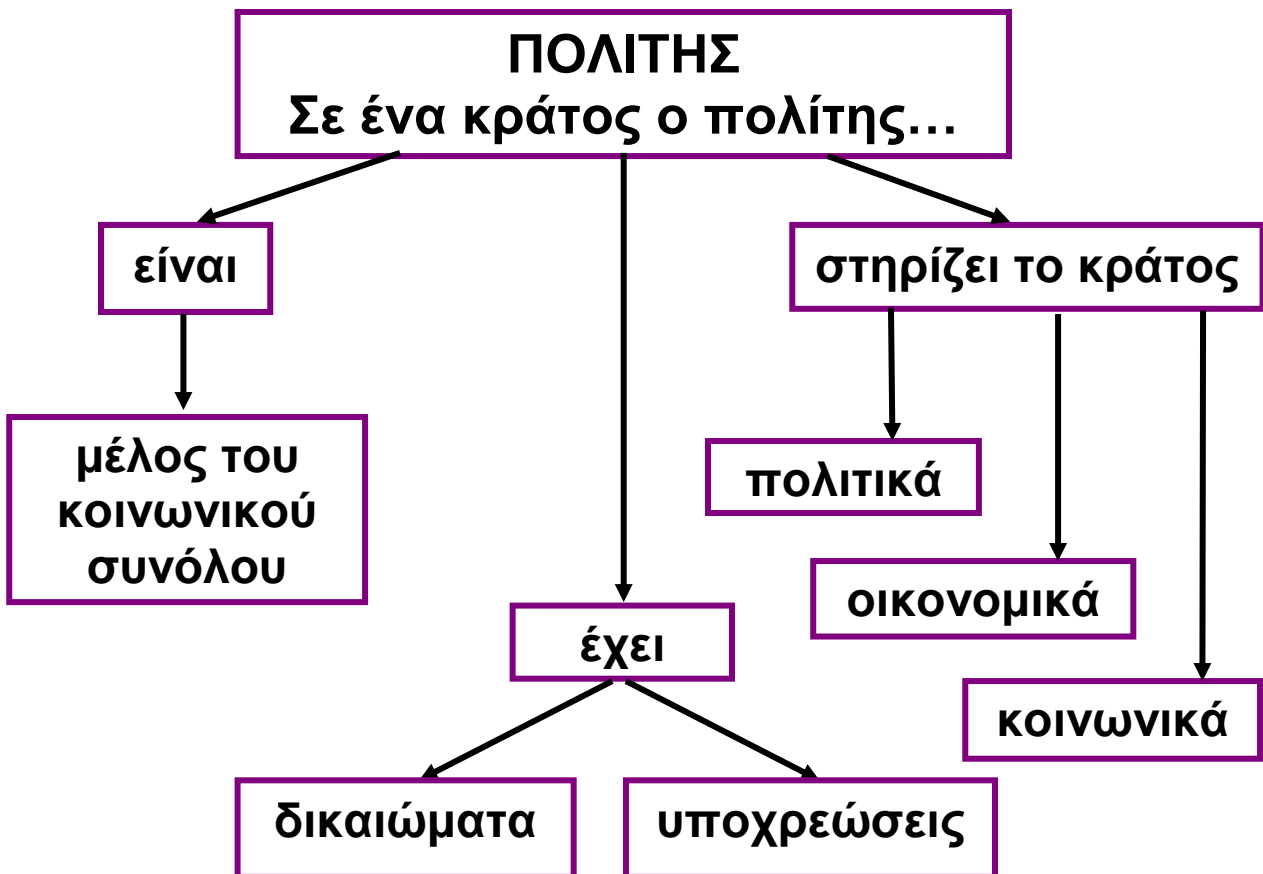 ΠΟΛΙΤΗΣ
Σε ένα κράτος ο πολίτης…
είναι
στηρίζει το κράτος
μέλος του
κοινωνικού
συνόλου
πολιτικά
οικονομικά
έχει
κοινωνικά
δικαιώματα
υποχρεώσεις